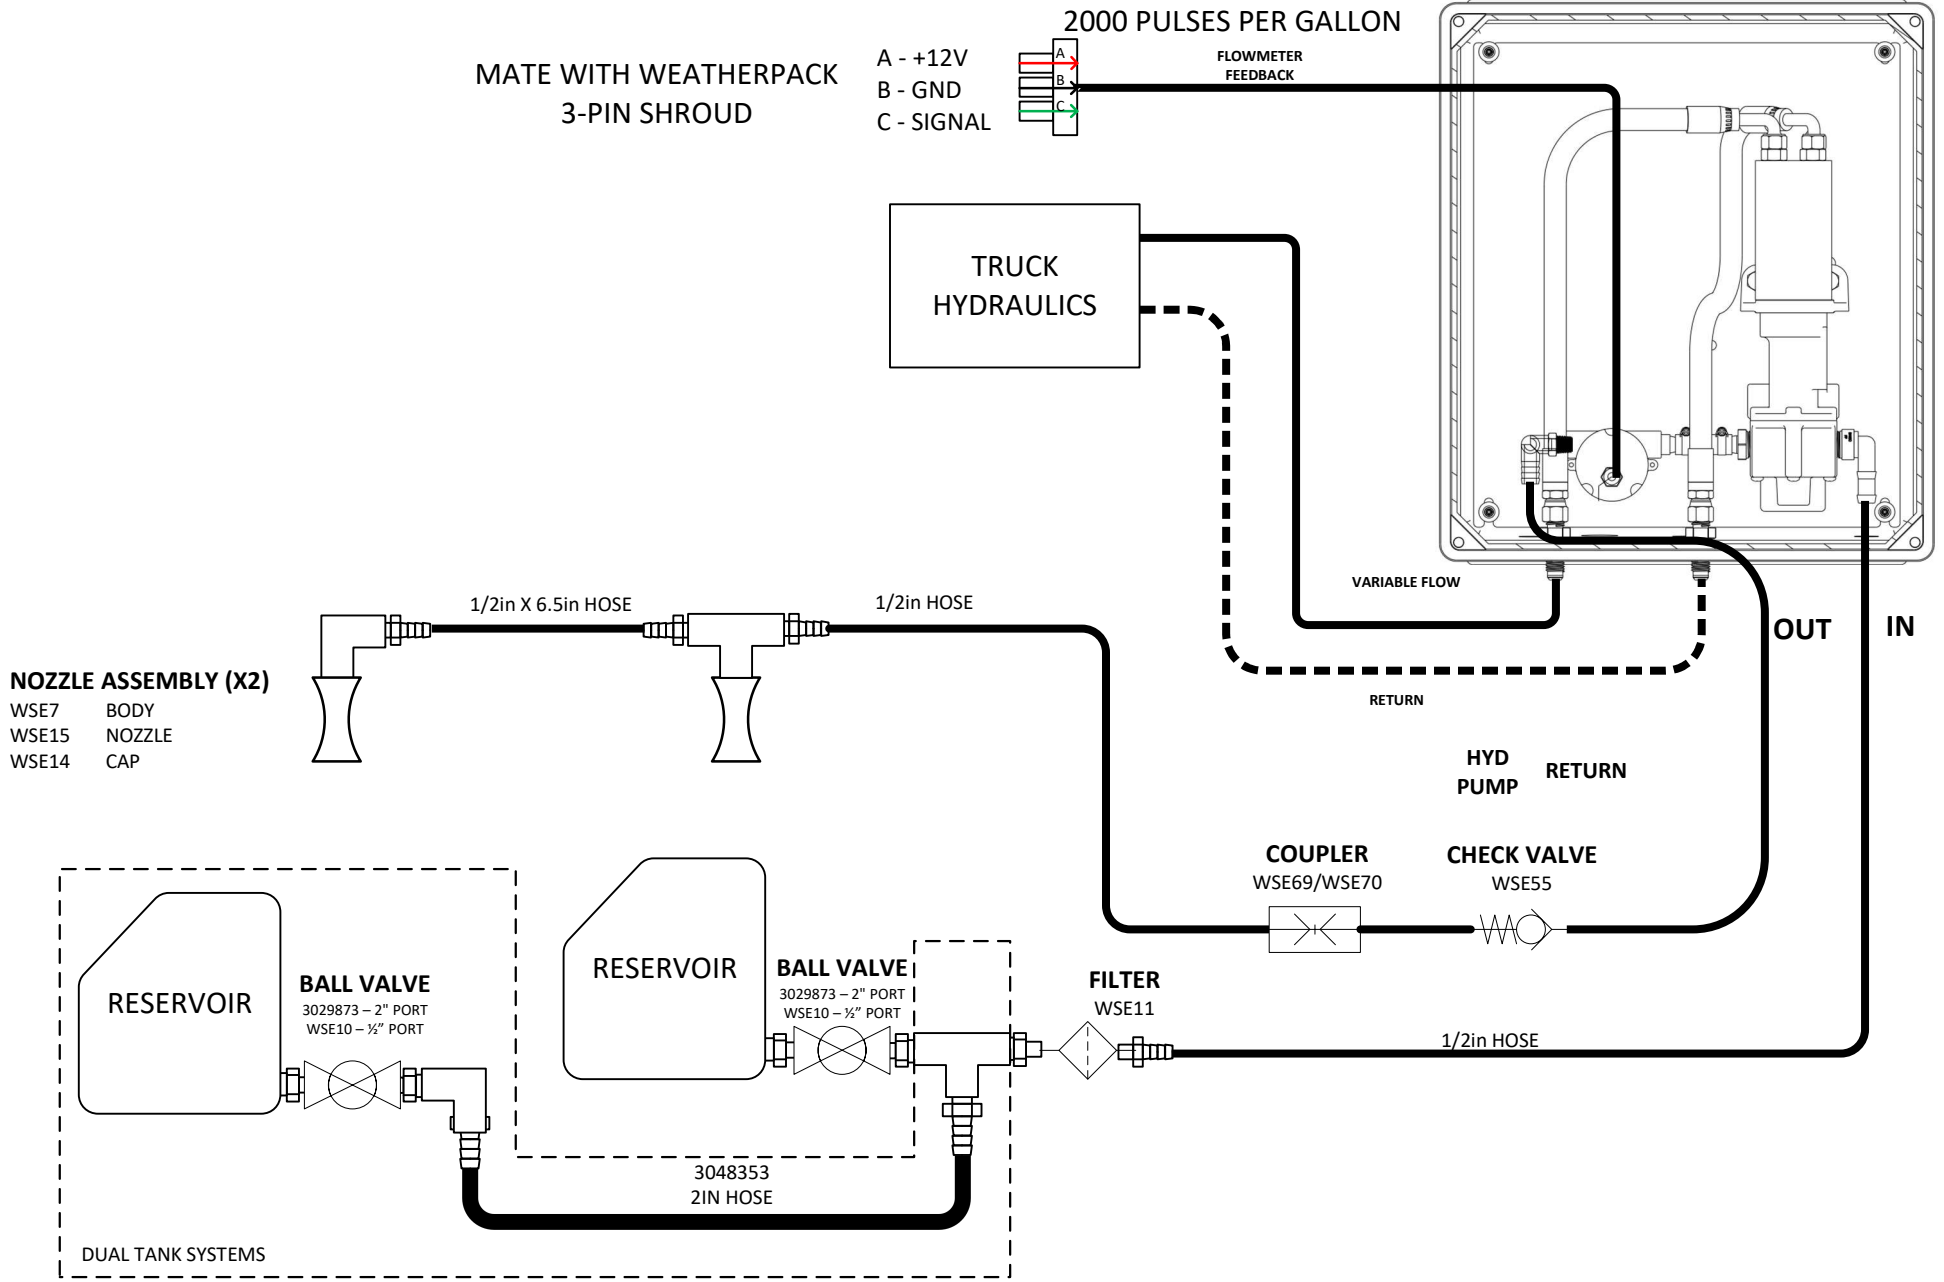 2000 PULSES PER GALLON
MATE WITH WEATHERPACK
3-PIN SHROUD
A - +12V
B - GND
C - SIGNAL
A
B
C
FLOWMETER
FEEDBACK
TRUCK
HYDRAULICS
VARIABLE FLOW
RETURN
OUT
IN
HYD
PUMP
RETURN
1/2in X 6.5in HOSE
1/2in HOSE
NOZZLE ASSEMBLY (X2)
WSE7 BODY
WSE15 NOZZLE
WSE14 CAP
COUPLER
WSE69/WSE70
CHECK VALVE
WSE55
RESERVOIR
BALL VALVE
3029873 – 2" PORT
WSE10 – ½” PORT
RESERVOIR
BALL VALVE
3029873 – 2" PORT
WSE10 – ½” PORT
FILTER
WSE11
1/2in HOSE
3048353
2IN HOSE
DUAL TANK SYSTEMS